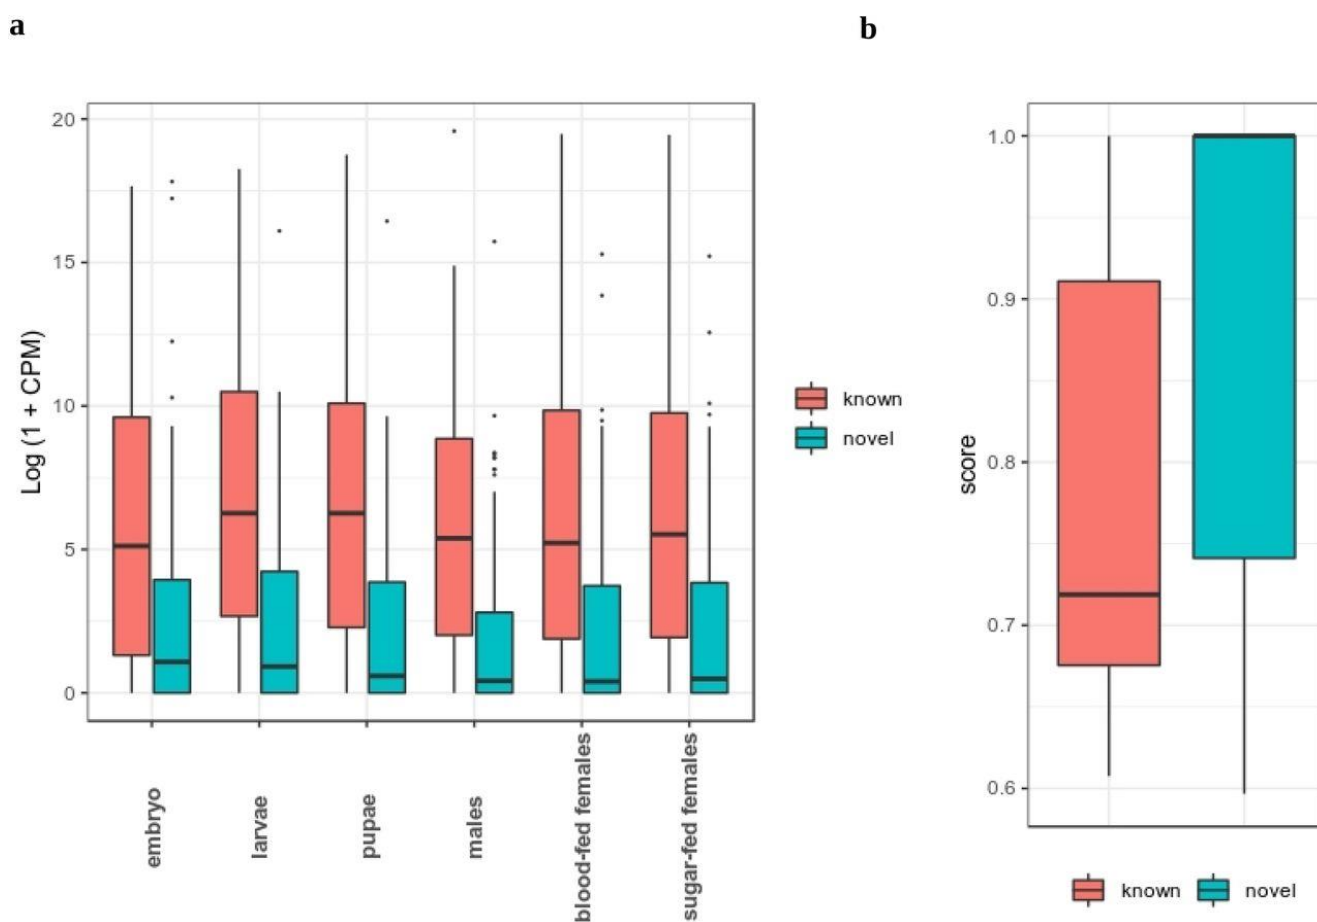 a
b
20
15
10
5
0
Log (1 + CPM)
embryo
larvae
pupae
males
blood-fed females
sugar-fed females
known
novel
1.0
0.9
0.8
0.7
0.6
score
known novel